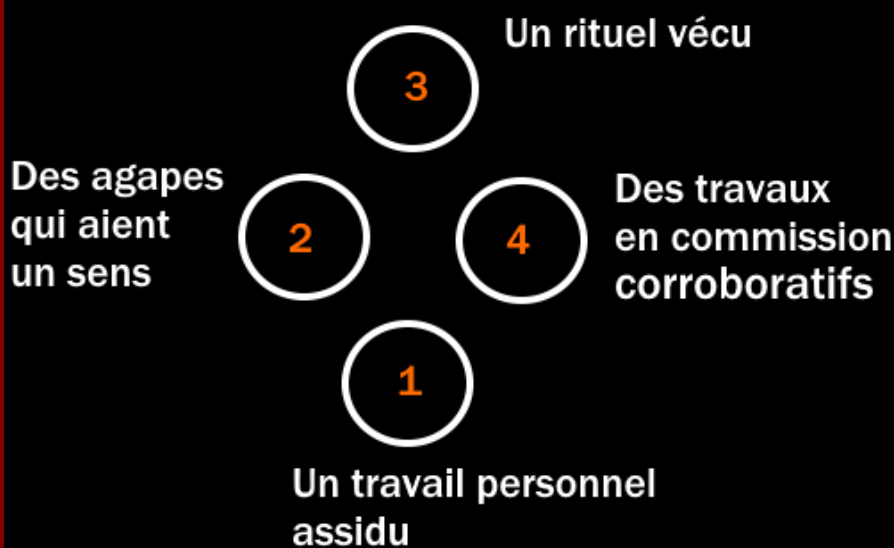 Un rituel vécu
3
Des agapes
qui aient
un sens
2
4
Des travaux
en commission
corroboratifs
1
Un travail personnel
assidu